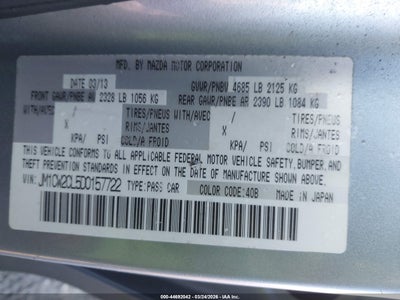 MFD. BY MAZDA MOTOR CORPORATION
DATE 03/13 GVWR/PNBV 4685 LB 2125 KG
FRONT GAWR/PNBE AV 2328 LB 1056 KG REAR GAWR/PNBE AR 2390 LB 1084 KG
WITH/AVEC TIRES/PNEUS WITH/AVEC TIRES/PNEUS
X RIMS/JANTES X RIMS/JANTES
KPA/ PSI COLD/A FROID KPA/ PSI COLD/A FROID
THIS VEHICLE CONFORMS TO ALL APPLICABLE FEDERAL MOTOR VEHICLE SAFETY, BUMPER, AND
THEFT PREVENTION STANDARDS IN EFFECT ON THE DATE OF MANUFACTURE SHOWN ABOVE.
VIN: JM1CW2CL5D0157722 TYPE: PASS CAR COLOR CODE: 40B MADE IN JAPAN
000-44692042 - 03/24/2026 - IAA, Inc.